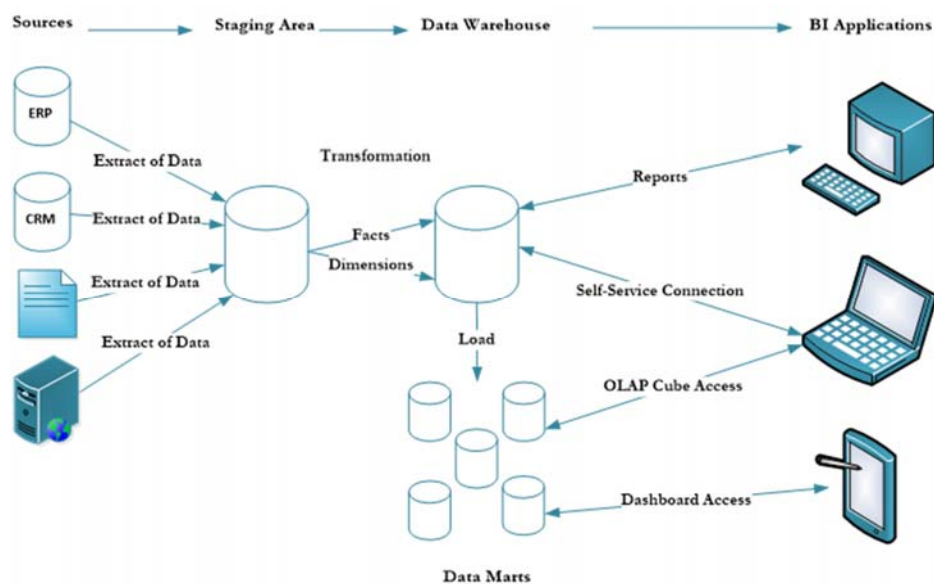 Sources
Staging Area
Data Warehouse
BI Applications
ERP
Extract of Data
Transformation
Reports
CRM
Extract of Data
Facts
Dimensions
Extract of Data
Self-Service Connection
Extract of Data
Load
OLAP Cube Access
Dashboard Access
Data Marts